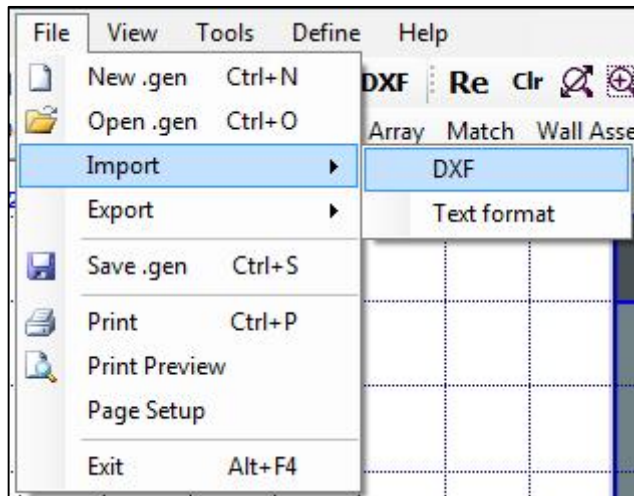 File View Tools Define Help
New .gen Ctrl+N
DXF Re Clr
Open .gen Ctrl+O
Array Match Wall
Import
DXF
Export
Text format
Save .gen Ctrl+S
Print Ctrl+P
Print Preview
Page Setup
Exit Alt+F4